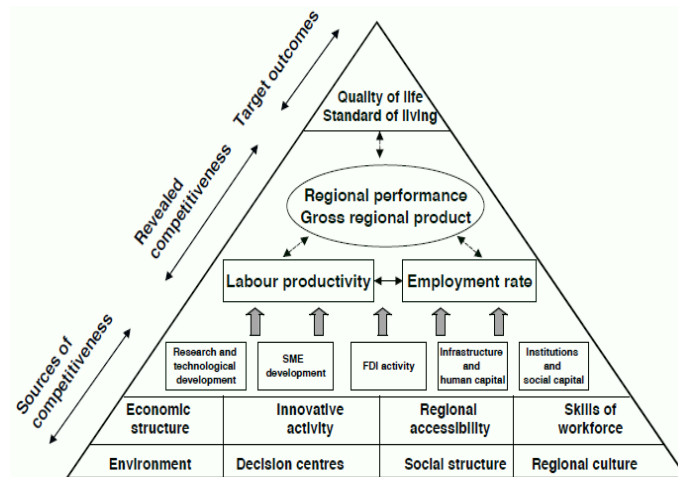 Target outcomes
Revealed
competitiveness
Sources of
competitiveness
Quality of life
Standard of living
Regional performance
Gross regional product
Labour productivity
Employment rate
Research and
technological
development
SME
development
FDI activity
Infrastructure
and
human capital
Institutions
and
social capital
Economic
structure
Innovative
activity
Regional
accessibility
Skills of
workforce
Environment
Decision centres
Social structure
Regional culture